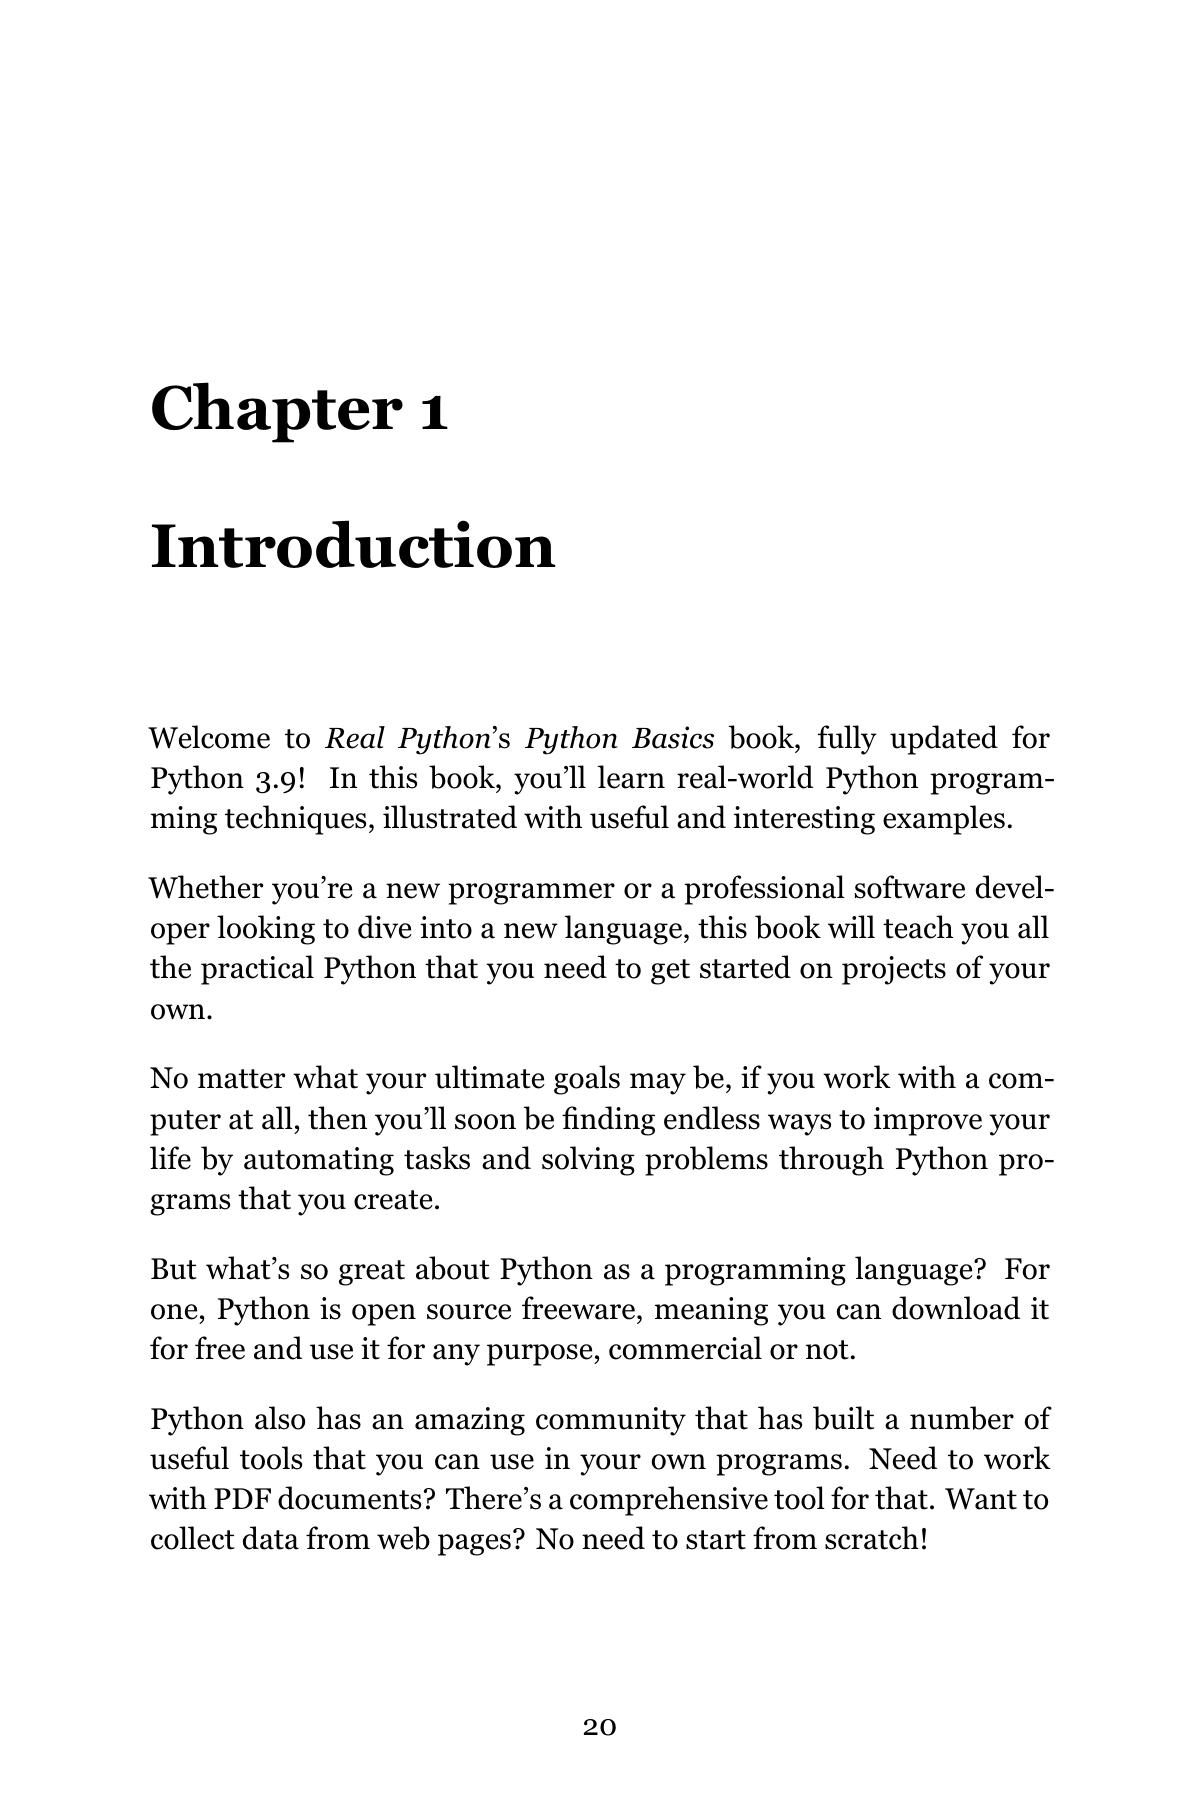 Chapter 1
Introduction
Welcome to Real Python’s Python Basics book, fully updated for
Python 3.9! In this book, you’ll learn real-world Python program-
ming techniques, illustrated with useful and interesting examples.
Whether you’re a new programmer or a professional software devel-
oper looking to dive into a new language, this book will teach you all
the practical Python that you need to get started on projects of your
own.
No matter what your ultimate goals may be, if you work with a com-
puter at all, then you’ll soon be finding endless ways to improve your
life by automating tasks and solving problems through Python pro-
grams that you create.
But what’s so great about Python as a programming language? For
one, Python is open source freeware, meaning you can download it
for free and use it for any purpose, commercial or not.
Python also has an amazing community that has built a number of
useful tools that you can use in your own programs. Need to work
with PDF documents? There’s a comprehensive tool for that. Want to
collect data from web pages? No need to start from scratch!
20